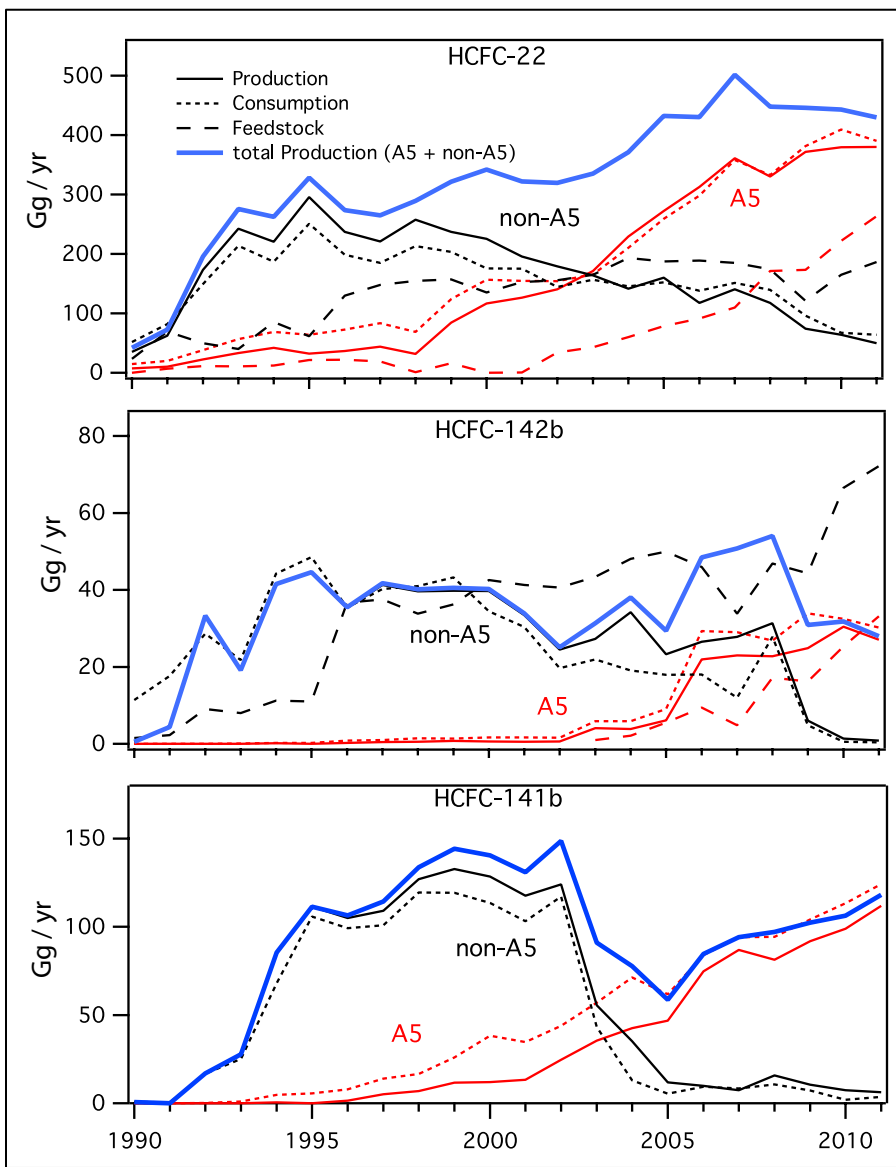 HCFC-22
Production
Consumption
Feedstock
total Production (A5 + non-A5)
non-A5
A5
Gg / yr
500
400
300
200
100
0
HCFC-142b
non-A5
A5
Gg / yr
80
60
40
20
0
HCFC-141b
non-A5
A5
Gg / yr
150
100
50
0
1990
1995
2000
2005
2010